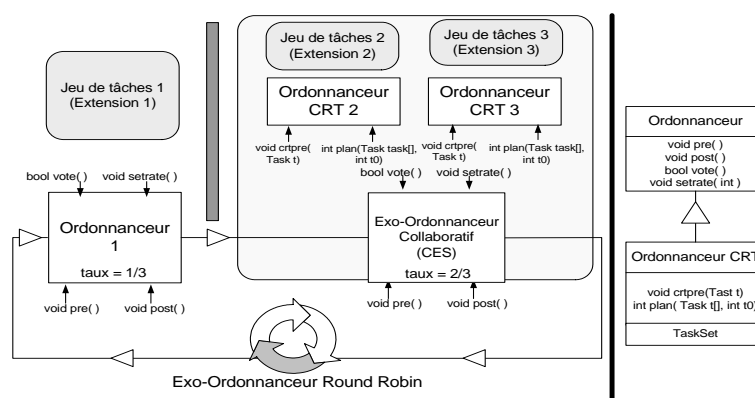 Jeu de tâches 1
(Extension 1)
Jeu de tâches 2
(Extension 2)
Jeu de tâches 3
(Extension 3)
Ordonnanceur
CRT 2
Ordonnanceur
CRT 3
void crtpre(
Task t)
int plan(Task task[],
int t0)
void crtpre(
Task t)
int plan(Task task[],
int t0)
bool vote( )
void setrate( )
bool vote( )
void setrate( )
Ordonnanceur
1
taux = 1/3
Exo-Ordonnanceur
Collaboratif
(CES)
taux = 2/3
void pre( )
void post( )
void pre( )
void post( )
Exo-Ordonnanceur Round Robin
Ordonnanceur
void pre( )
void post( )
bool vote( )
void setrate( int )
Ordonnanceur CRT
void crtpre(Tast t)
int plan( Task t[], int t0)
TaskSet